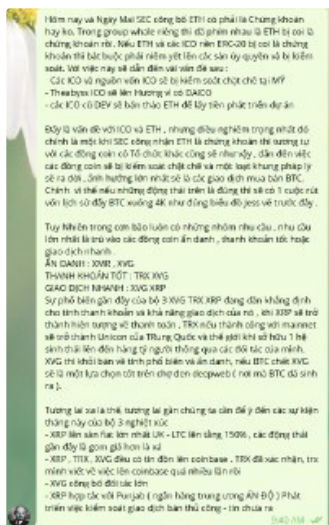 Hôm nay và Ngày Mai SEC công bố ETH có phải là Chứng khoán
hay ko. Trong group whale riêng thì phím nhau là ETH bị coi là
chứng khoán rồi. Nếu ETH và các ICO nền ERC-20 bị coi là chứng
khoán thì bắt buộc phải niêm yết lên các sàn ủy quyền và bị kiểm
soát. Với việc này sẽ dẫn đến vài vấn đề sau :
Các ICO và nguồn vốn ICO sẽ bị kiểm soát chặt chẽ tại MỸ
- Theabyss ICO sẽ lên Hương vì có DAICO
- các ICO cũ DEV sẽ bán tháo ETH để lấy tiền phát triển dự án
Đây là vấn đề với ICO và ETH , nhưng điều nghiêm trọng nhất đó
chính là một khi SEC công nhận ETH là chứng khoán thì tương tự
với các đồng coin có Tổ chức khác cũng sẽ như vậy , dẫn đến việc
các đồng coin sẽ bị kiểm soát chặt chẽ và một loạt khung pháp lý
sẽ ra đời , ảnh hưởng lớn nhất sẽ là các giao dịch mua bán BTC.
Chính vì thế nếu những động thái trên là đúng thì sẽ có 1 cuộc rút
vốn lịch sử đẩy BTC xuống 4K như đúng biểu đồ jess vẽ trước đây .
Tuy Nhiên trong cơn bão luôn có những nhóm nhu cầu , nhu cầu
lớn nhất là trú vào các đồng coin ẩn danh , thanh khoản tốt hoặc
giao dịch nhanh .
ẨN DANH : XMR , XVG
THANH KHOẢN TỐT : TRX XVG
GIAO DỊCH NHANH : XVG XRP
Sự phổ biến gần đây của bộ 3 XVG TRX XRP đang dần khẳng định
cho tính thanh khoản và khả năng giao dịch của nó , khi XRP sẽ trở
thành hiện tượng về thanh toán , TRX nếu thành công với mainnet
sẽ trở thành Unicon của TRung Quốc và thế giới khi sở hữu 1 hệ
sinh thái lên đến hàng tỷ người thông qua các đối tác của mình.
XVG thì khỏi bàn về tính phổ biến và ẩn danh, nếu BTC chết XVG
sẽ là một lựa chọn tốt trên chợ đen deepweb ( nơi mà BTC đã sinh
ra ).
Tương lai xa là thế, tương lai gần chúng ta cần để ý đến các sự kiện
tháng này của bộ 3 nghiệt xúc
- XRP lên sàn fiat lớn nhất UK - LTC lên tầng 150% , các động thái
gần đây là gom giá hơn là xả
- XRP , TRX , XVG đều có tin đồn lên coinbase , TRX đã xác nhận, trx
mình viết về việc lên coinbase quá nhiều lần rồi
- XVG công bố đối tác lớn
- XRP hợp tác với Punjab ( ngân hàng trung ương ẤN ĐỘ ) Phát
triển việc kiểm soát giao dịch bán thủ công - tin chưa ra
9:40 AM